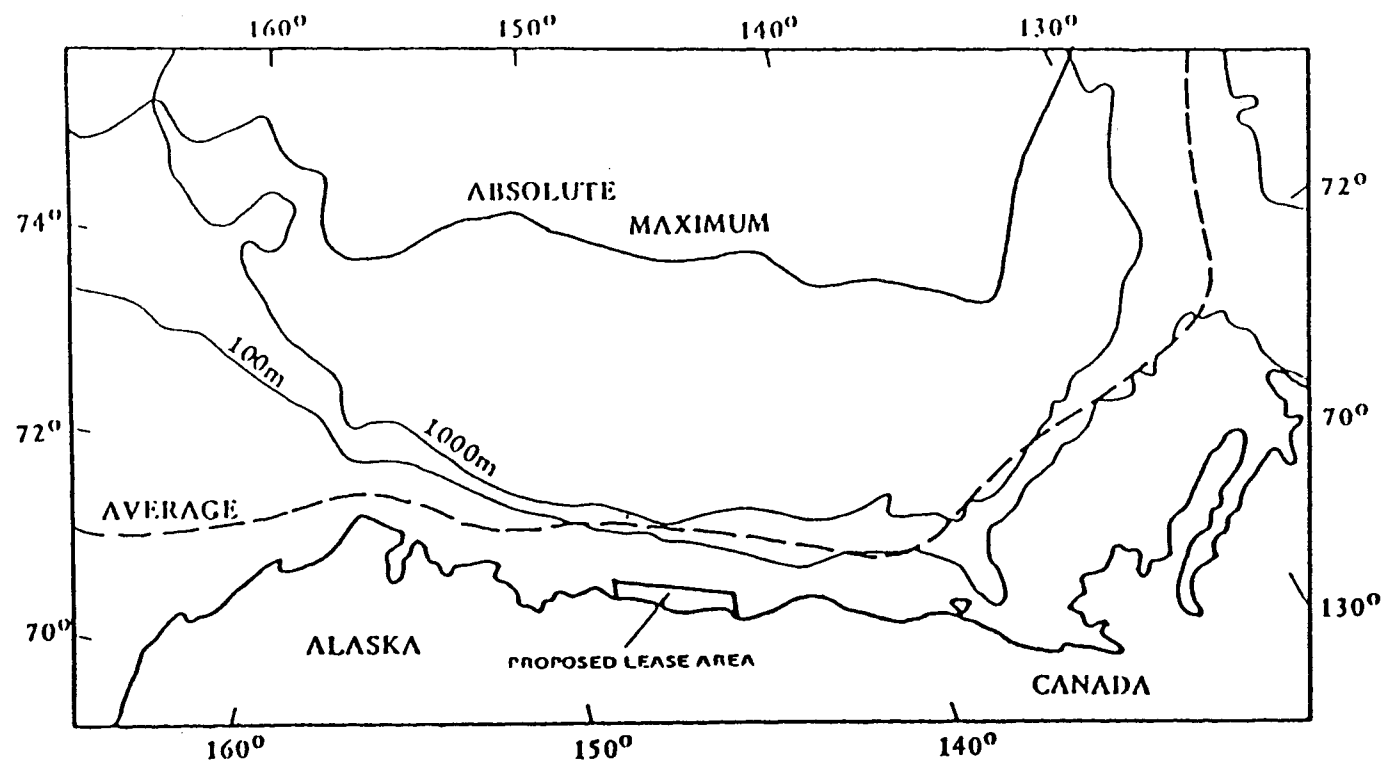 160° 150° 140° 130°
72°
ABSOLUTE
74°
MAXIMUM
100m
70°
72°
1000m
AVERAGE
130°
70°
ALASKA
PROPOSED LEASE AREA
CANADA
160° 150° 140°